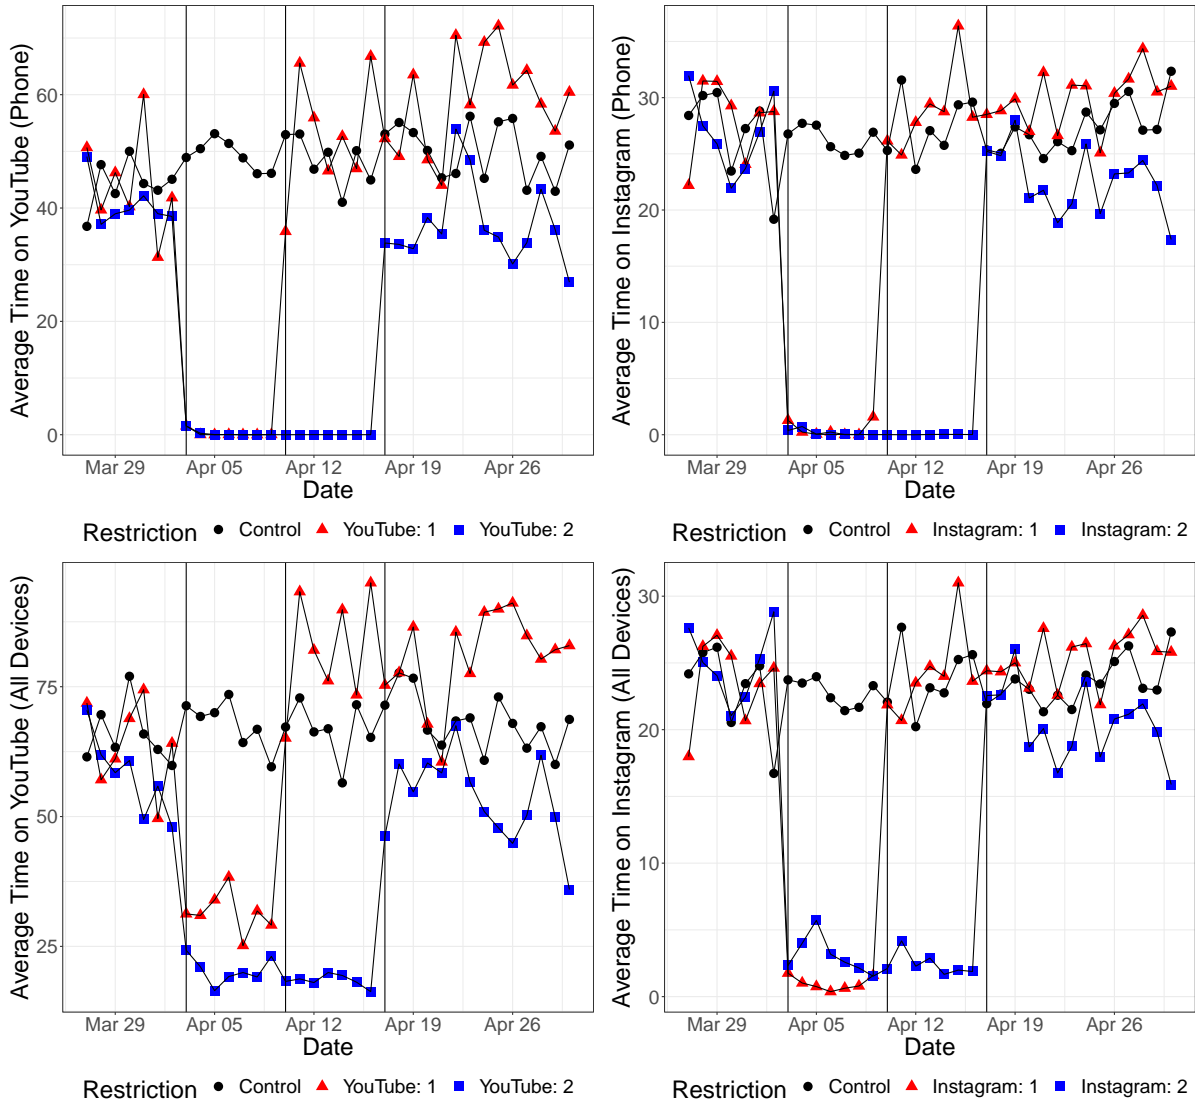 Average Time on YouTube (Phone)
60
40
20
0
Mar 29 Apr 05 Apr 12 Apr 19 Apr 26
Date
Restriction Control YouTube: 1 YouTube: 2
Average Time on Instagram (Phone)
30
20
10
0
Mar 29 Apr 05 Apr 12 Apr 19 Apr 26
Date
Restriction Control Instagram: 1 Instagram: 2
Average Time on YouTube (All Devices)
75
50
25
Mar 29 Apr 05 Apr 12 Apr 19 Apr 26
Date
Restriction Control YouTube: 1 YouTube: 2
Average Time on Instagram (All Devices)
30
20
10
0
Mar 29 Apr 05 Apr 12 Apr 19 Apr 26
Date
Restriction Control Instagram: 1 Instagram: 2